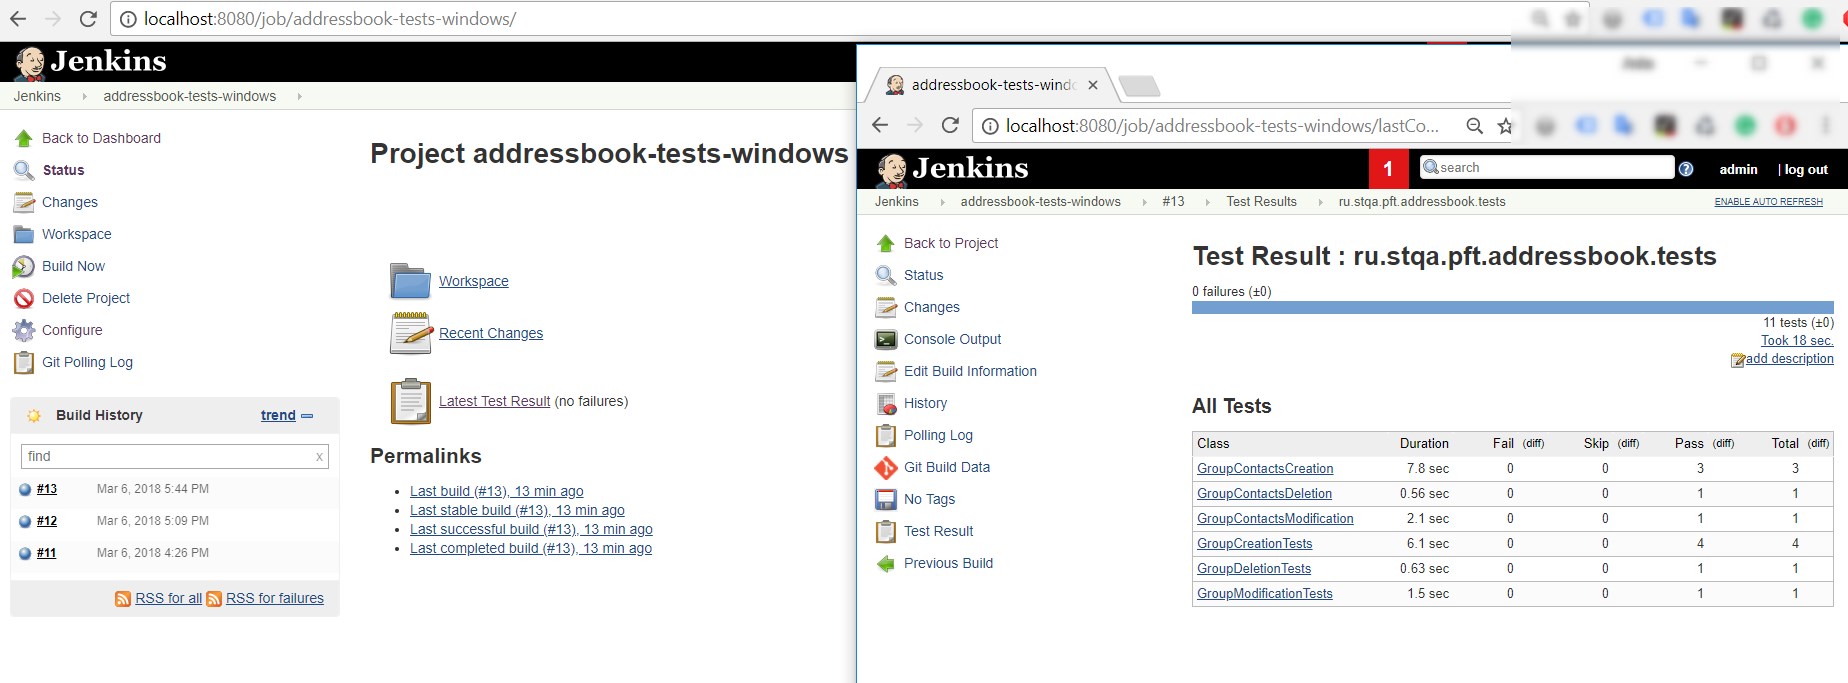 localhost:8080/job/addressbook-tests-windows/
Jenkins
Jenkins addressbook-tests-windows
Back to Dashboard
Status
Changes
Workspace
Build Now
Delete Project
Configure
Git Polling Log
Build History trend
find x
#13 Mar 6, 2018 5:44 PM
#12 Mar 6, 2018 5:09 PM
#11 Mar 6, 2018 4:26 PM
RSS for all RSS for failures
Project addressbook-tests-windows
Workspace
Recent Changes
Latest Test Result (no failures)
Permalinks
Last build (#13), 13 min ago
Last stable build (#13), 13 min ago
Last successful build (#13), 13 min ago
Last completed build (#13), 13 min ago
addressbook-tests-windo
localhost:8080/job/addressbook-tests-windows/lastCo...
Jenkins 1 search admin | log out
Jenkins addressbook-tests-windows #13 Test Results ru.stqa.pft.addressbook.tests ENABLE AUTO REFRESH
Back to Project
Status
Changes
Console Output
Edit Build Information
History
Polling Log
Git Build Data
No Tags
Test Result
Previous Build
Test Result : ru.stqa.pft.addressbook.tests
0 failures (±0)
11 tests (±0)
Took 18 sec.
add description
All Tests
Class Duration Fail (diff) Skip (diff) Pass (diff) Total (diff)
GroupContactsCreation 7.8 sec 0 0 3 3
GroupContactsDeletion 0.56 sec 0 0 1 1
GroupContactsModification 2.1 sec 0 0 1 1
GroupCreationTests 6.1 sec 0 0 4 4
GroupDeletionTests 0.63 sec 0 0 1 1
GroupModificationTests 1.5 sec 0 0 1 1